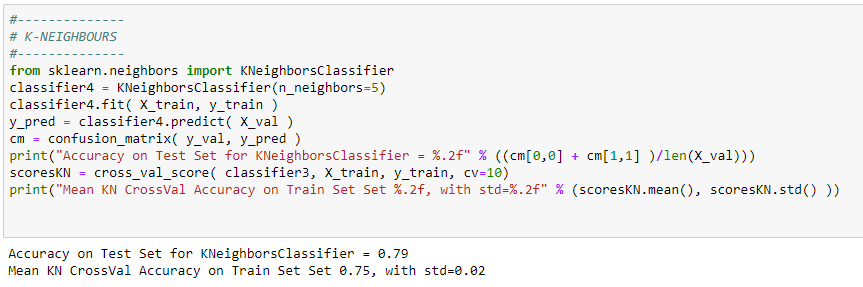 #--------------
# K-NEIGHBOURS
#--------------
from sklearn.neighbors import KNeighborsClassifier
classifier4 = KNeighborsClassifier(n_neighbors=5)
classifier4.fit( X_train, y_train )
y_pred = classifier4.predict( X_val )
cm = confusion_matrix( y_val, y_pred )
print("Accuracy on Test Set for KNeighborsClassifier = %.2f" % ((cm[0,0] + cm[1,1] )/len(X_val)))
scoresKN = cross_val_score( classifier3, X_train, y_train, cv=10)
print("Mean KN CrossVal Accuracy on Train Set Set %.2f, with std=%.2f" % (scoresKN.mean(), scoresKN.std() ))
Accuracy on Test Set for KNeighborsClassifier = 0.79
Mean KN CrossVal Accuracy on Train Set Set 0.75, with std=0.02